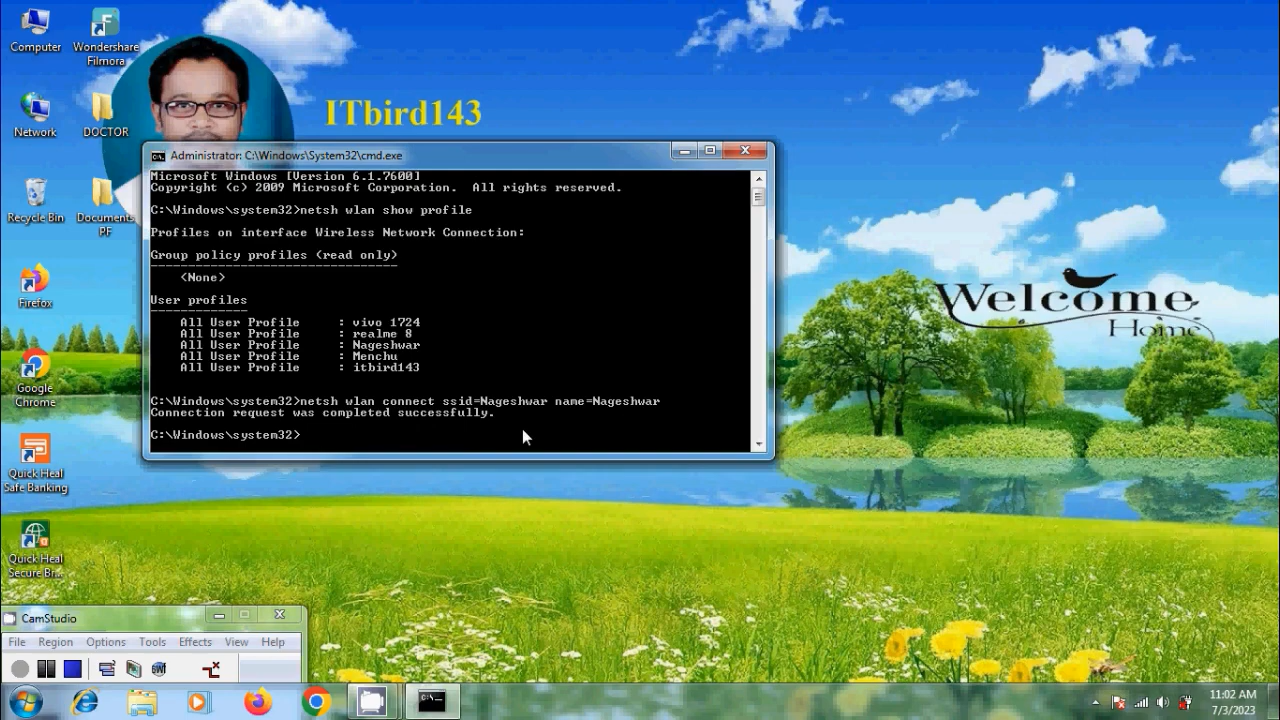 Computer
Wondershare
Filmora
ITbird143
Network
DOCTOR
Recycle Bin
Documents
PF
Firefox
Google
Chrome
Quick Heal
Safe Banking
Quick Heal
Secure Br...
Administrator: C:\Windows\System32\cmd.exe
Microsoft Windows [Version 6.1.7600]
Copyright (c) 2009 Microsoft Corporation.  All rights reserved.
C:\Windows\system32>netsh wlan show profile
Profiles on interface Wireless Network Connection:
Group policy profiles (read only)
---------------------------------
<None>
User profiles
-------------
All User Profile     : vivo 1724
All User Profile     : realme 8
All User Profile     : Nageshwar
All User Profile     : Menchu
All User Profile     : itbird143
C:\Windows\system32>netsh wlan connect ssid=Nageshwar name=Nageshwar
Connection request was completed successfully.
C:\Windows\system32>
Welcome
Home
CamStudio
File Region Options Tools Effects View Help
11:02 AM
7/3/2023